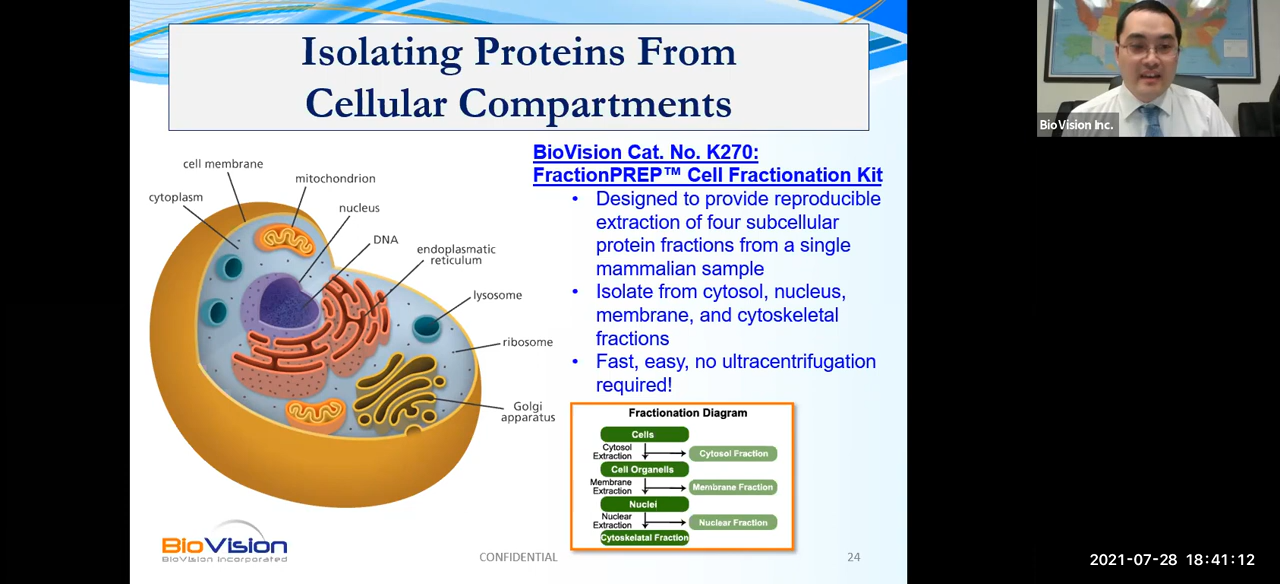 Isolating Proteins From
Cellular Compartments
cell membrane
mitochondrion
cytoplasm
nucleus
DNA
endoplasmatic
reticulum
lysosome
ribosome
Golgi
apparatus
BioVision Cat. No. K270:
FractionPREP™ Cell Fractionation Kit
• Designed to provide reproducible
extraction of four subcellular
protein fractions from a single
mammalian sample
• Isolate from cytosol, nucleus,
membrane, and cytoskeletal
fractions
• Fast, easy, no ultracentrifugation
required!
Fractionation Diagram
Cells
Cytosol
Extraction
Cytosol Fraction
Cell Organells
Membrane
Extraction
Membrane Fraction
Nuclei
Nuclear
Extraction
Nuclear Fraction
Cytoskelatal Fraction
BioVision
BioVision Incorporated
CONFIDENTIAL
24
BioVision Inc.
2021-07-28 18:41:12